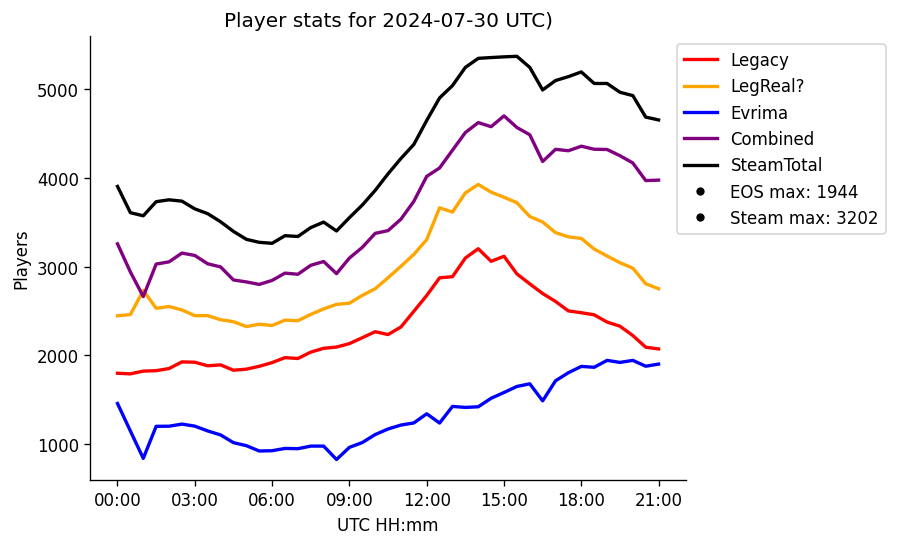 Player stats for 2024-07-30 UTC)
Legacy
LegReal?
Evrima
Combined
SteamTotal
EOS max: 1944
Steam max: 3202
Players
5000
4000
3000
2000
1000
00:00 03:00 06:00 09:00 12:00 15:00 18:00 21:00
UTC HH:mm